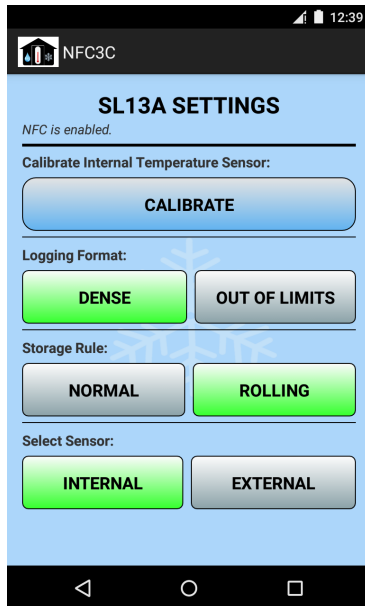 12:39
NFC3C
SL13A SETTINGS
NFC is enabled.
Calibrate Internal Temperature Sensor:
CALIBRATE
Logging Format:
DENSE OUT OF LIMITS
Storage Rule:
NORMAL ROLLING
Select Sensor:
INTERNAL EXTERNAL